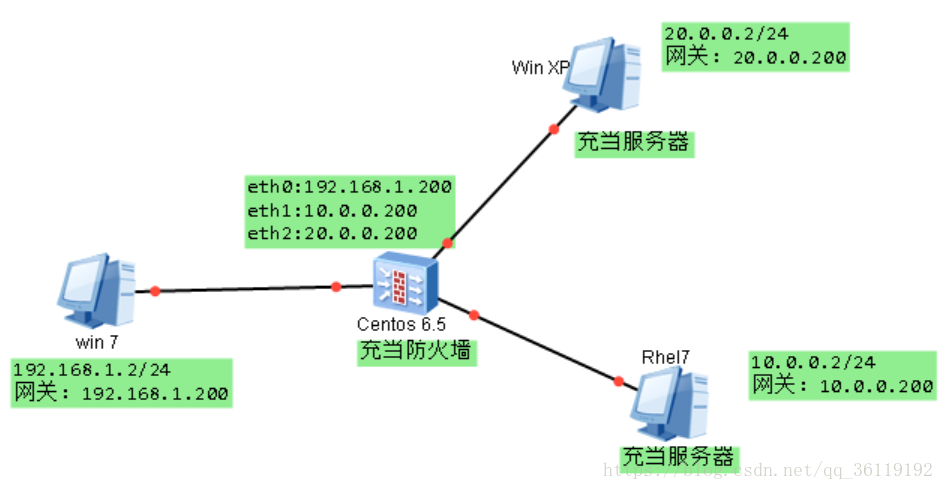 20.0.0.2/24
网关: 20.0.0.200
Win XP
充当服务器
eth0:192.168.1.200
eth1:10.0.0.200
eth2:20.0.0.200
Centos 6.5
充当防火墙
win 7
192.168.1.2/24
网关: 192.168.1.200
Rhel7
10.0.0.2/24
网关: 10.0.0.200
充当服务器
https://blog.csdn.net/qq_36119192